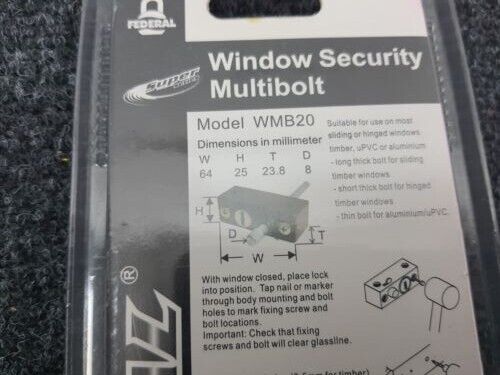 FEDERAL
super
Window Security
Multibolt
Model WMB20
Dimensions in millimeter
W H T D
64 25 23.8 8
Suitable for use on most
sliding or hinged windows
timber, uPVC or aluminium
- long thick bolt for sliding
timber windows
- short thick bolt for hinged
timber windows
- thin bolt for aluminium/uPVC.
H
D
T
W
With window closed, place lock
into position. Tap nail or marker
through body mounting and bolt
holes to mark fixing screw and
bolt locations.
Important: Check that fixing
screws and bolt will clear glassline.
for timber)
®